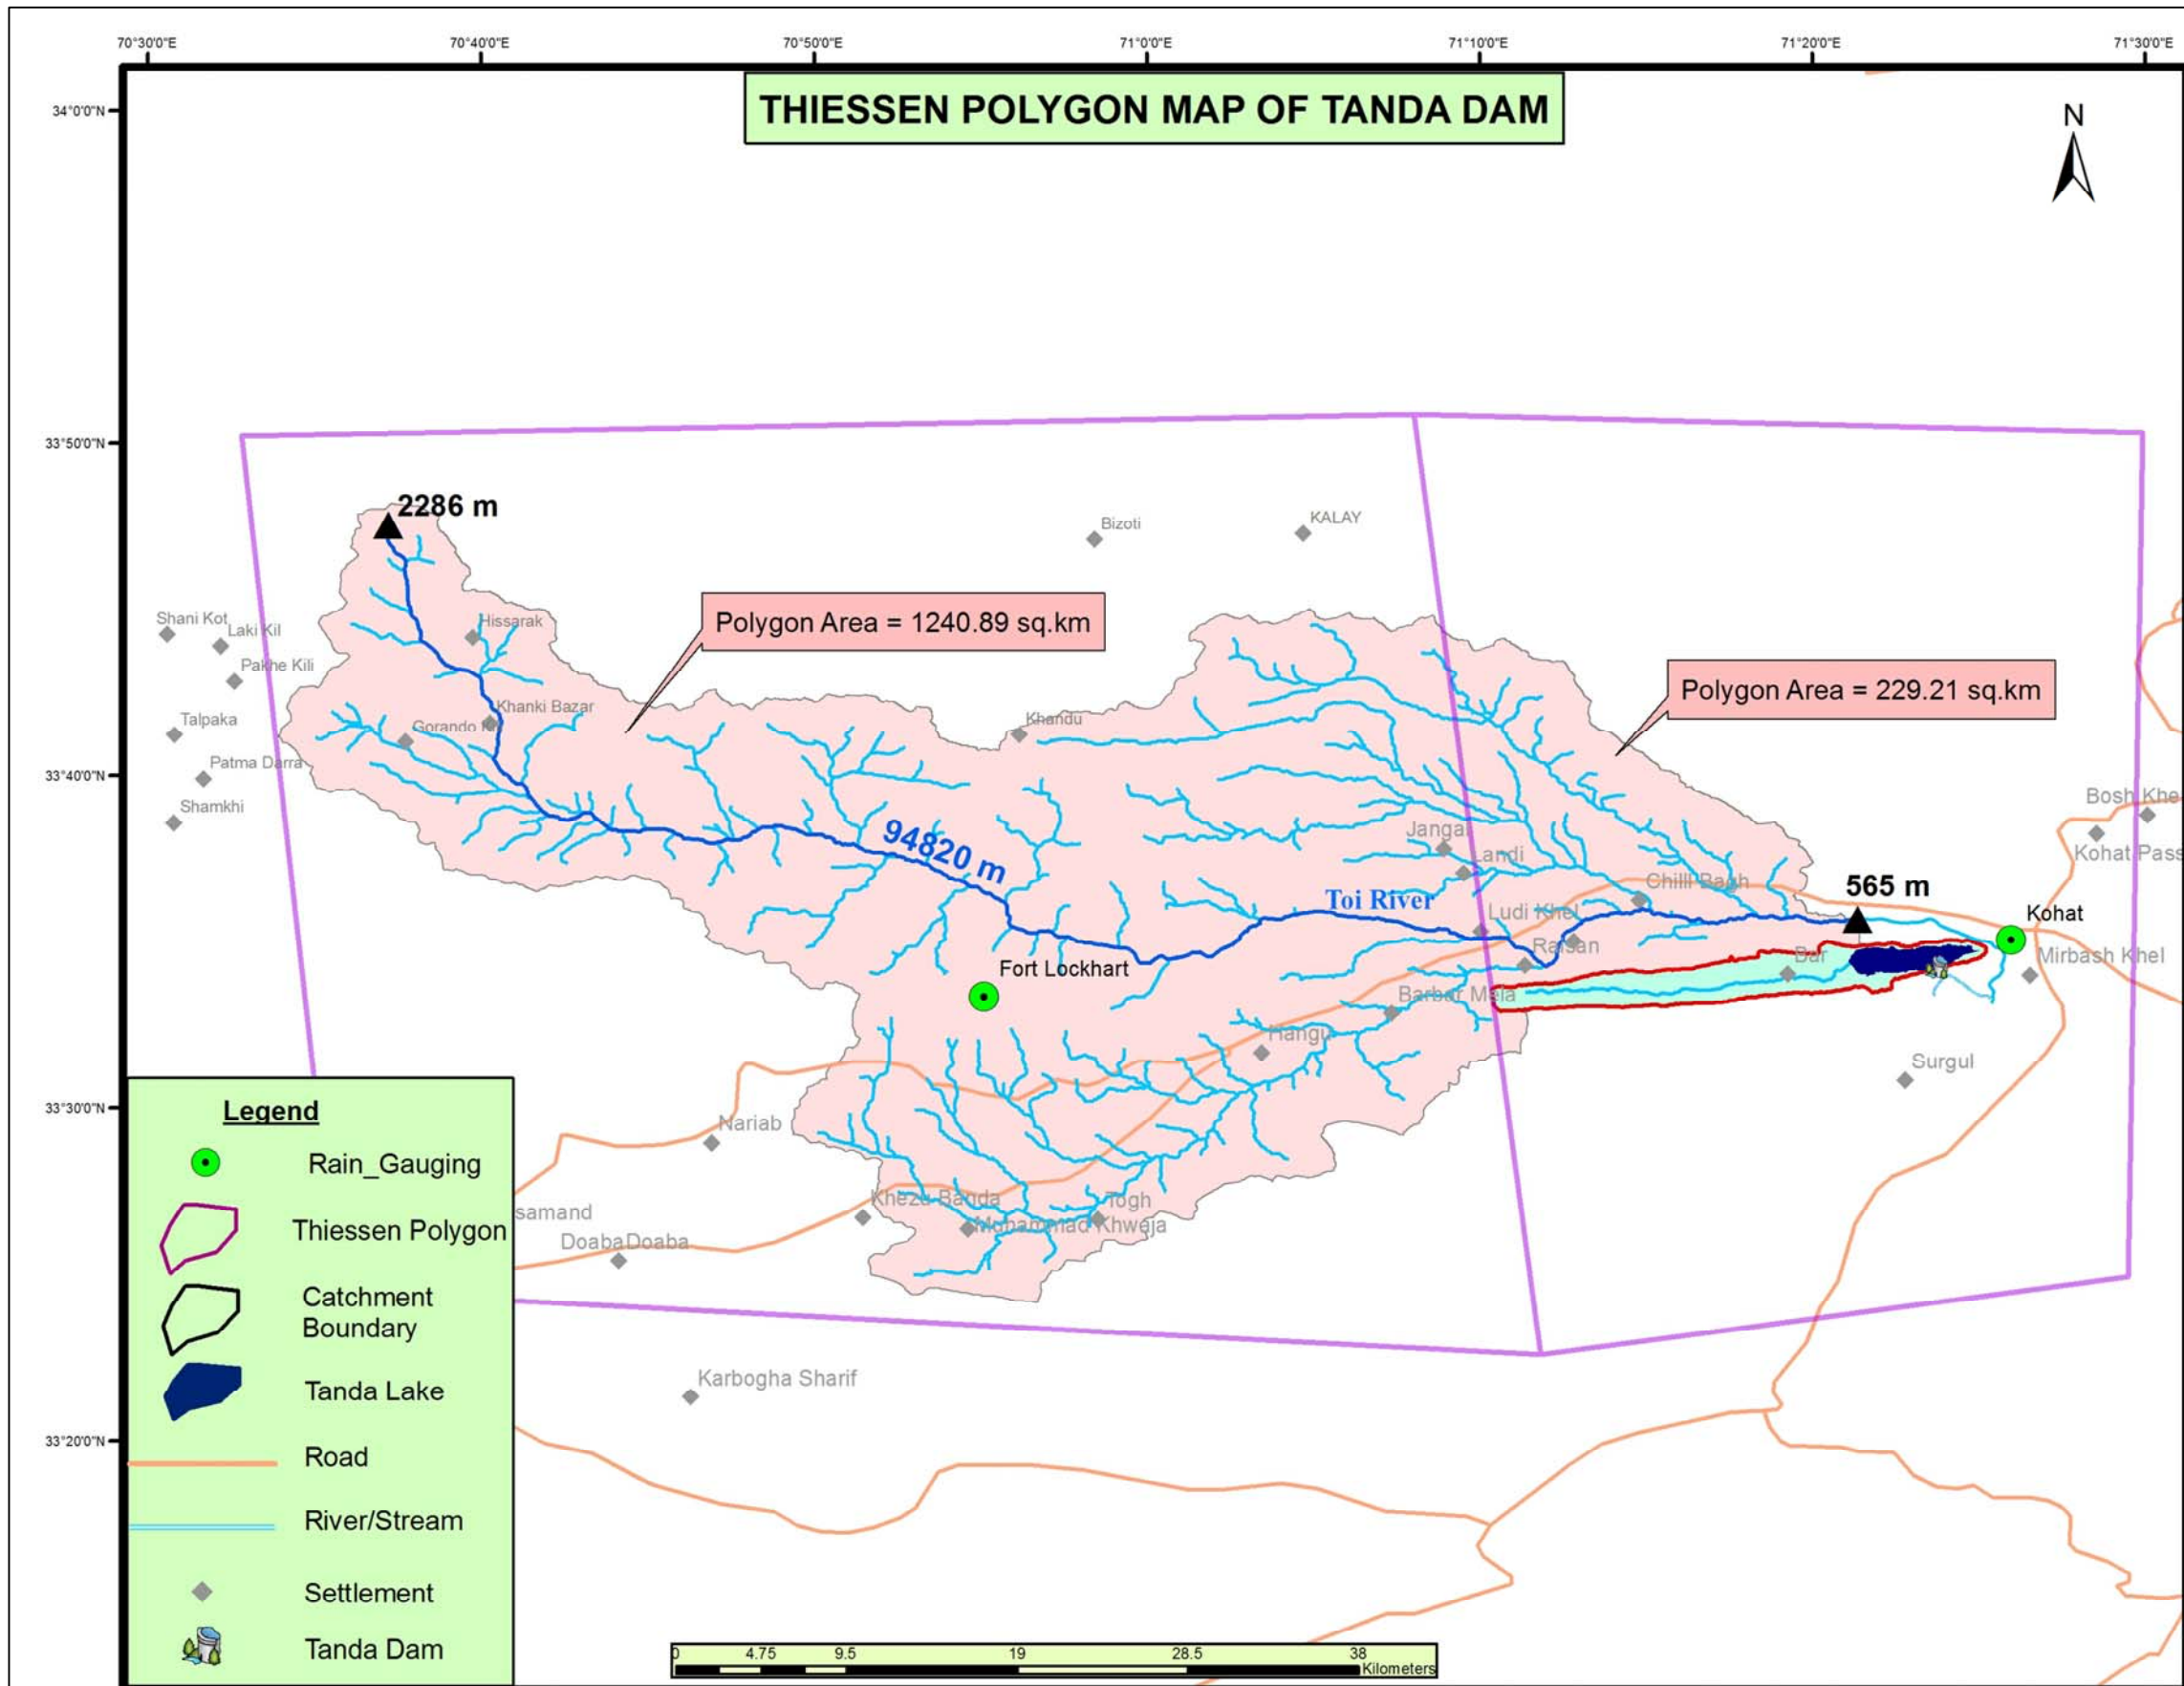 70°30'0"E
70°40'0"E
70°50'0"E
71°0'0"E
71°10'0"E
71°20'0"E
71°30'0"E
34°0'0"N
THIESSEN POLYGON MAP OF TANDA DAM
N
33°50'0"N
2286 m
Bizoti
KALAY
Polygon Area = 1240.89 sq.km
Shani Kot
Laki Kil
Hissarak
Pakhe Kili
Polygon Area = 229.21 sq.km
Khanki Bazar
Talpaka
Gorando
Khandu
Patma Darra
33°40'0"N
Shamkhi
Bosh Khe
Jangal
94820 m
Landi
Kohat Pass
Chilli Bagh
565 m
Toi River
Ludi Khel
Kohat
Raisan
Bar
Mirbash Khel
Fort Lockhart
Barbar Mela
Hangu
Surgul
33°30'0"N
Nariab
Kheza Banda
Togh
samand
Muhammad Khweja
DoabaDoaba
Karbogha Sharif
33°20'0"N
Legend
Rain_Gauging
Thiessen Polygon
Catchment
Boundary
Tanda Lake
Road
River/Stream
Settlement
Tanda Dam
0 4.75 9.5 19 28.5 38
Kilometers